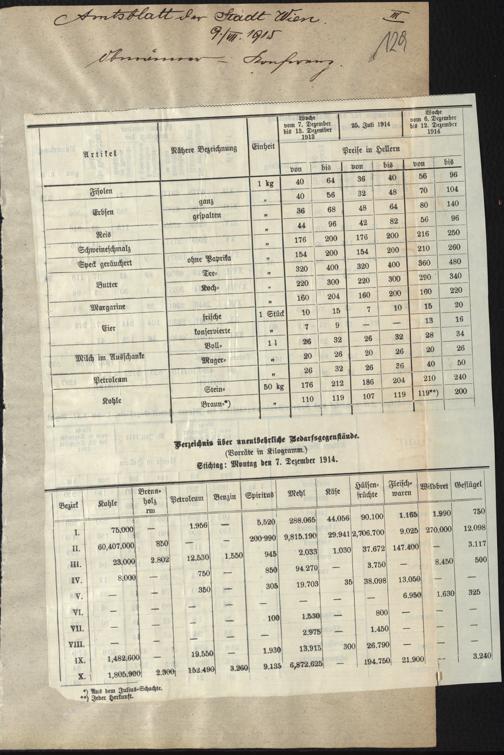 Amtsblatt der Stadt Wien.
III
9./III. 1915
129
Obmänner - Konferenz.
Artikel | Nähere Bezeichnung | Einheit | Woche vom 7. Dezember bis 13. Dezember 1913 | 25. Juli 1914 | Woche vom 6. Dezember bis 12. Dezember 1914
Preise in Hellern
von bis von bis von bis
Fisolen 1 kg 40 64 36 40 56 96
Erbsen ganz „ 40 56 32 48 70 104
gespalten „ 36 68 48 64 80 140
Reis „ 44 96 42 82 56 96
Schweineschmalz „ 176 200 176 200 216 250
Speck geräuchert ohne Paprika „ 154 200 154 200 210 260
Butter Tee- „ 320 400 320 400 360 480
Koch- „ 220 300 220 300 290 340
Margarine „ 160 204 160 200 160 220
Eier frische 1 Stück 10 15 7 10 15 20
konservierte „ 7 9 — — 13 16
Milch im Ausschanke Voll- 1 l 26 32 26 32 28 34
Mager- „ 20 26 20 26 20 26
Petroleum „ 26 32 26 36 40 50
Kohle Stein- 50 kg 176 212 186 204 210 240
Braun-*) „ 110 119 107 119 119**) 200
Verzeichnis über unentbehrliche Bedarfsgegenstände.
(Vorräte in Kilogramm.)
Stichtag: Montag den 7. Dezember 1914.
Bezirk | Kohle | Brennholz rm | Petroleum | Benzin | Spiritus | Mehl | Käse | Hülsenfrüchte | Fleischwaren | Wildbret | Geflügel
I. 75,000 — 1.956 — 5,520 288.065 44,056 90,100 1.165 1,990 750
II. 60,407,000 850 — — 200·990 9,815.190 29.941 2,706,700 9,025 270,000 12,098
III. 23,000 2.802 12,530 1,550 945 2,033 1,030 37,672 147.400 — 3.117
IV. 8,000 — 750 — 850 94.270 — 3.750 — 8.450 500
V. — — 350 — 305 19.703 35 38,098 13,050 — —
VI. — — — — — — — — 6,950 1,630 325
VII. — — — — 100 1,530 — 800 — — —
VIII. — — — — — 2,975 — 1,450 — — —
IX. 1,482,600 — 19,550 — 1.930 13,915 300 26.790 — — —
X. 1,805,900 2.300 152.490 3.260 9,135 6,872,625 — 194.750 21,900 — 3.240
*) Aus dem Julius-Schachte.
**) Jeder Herkunft.